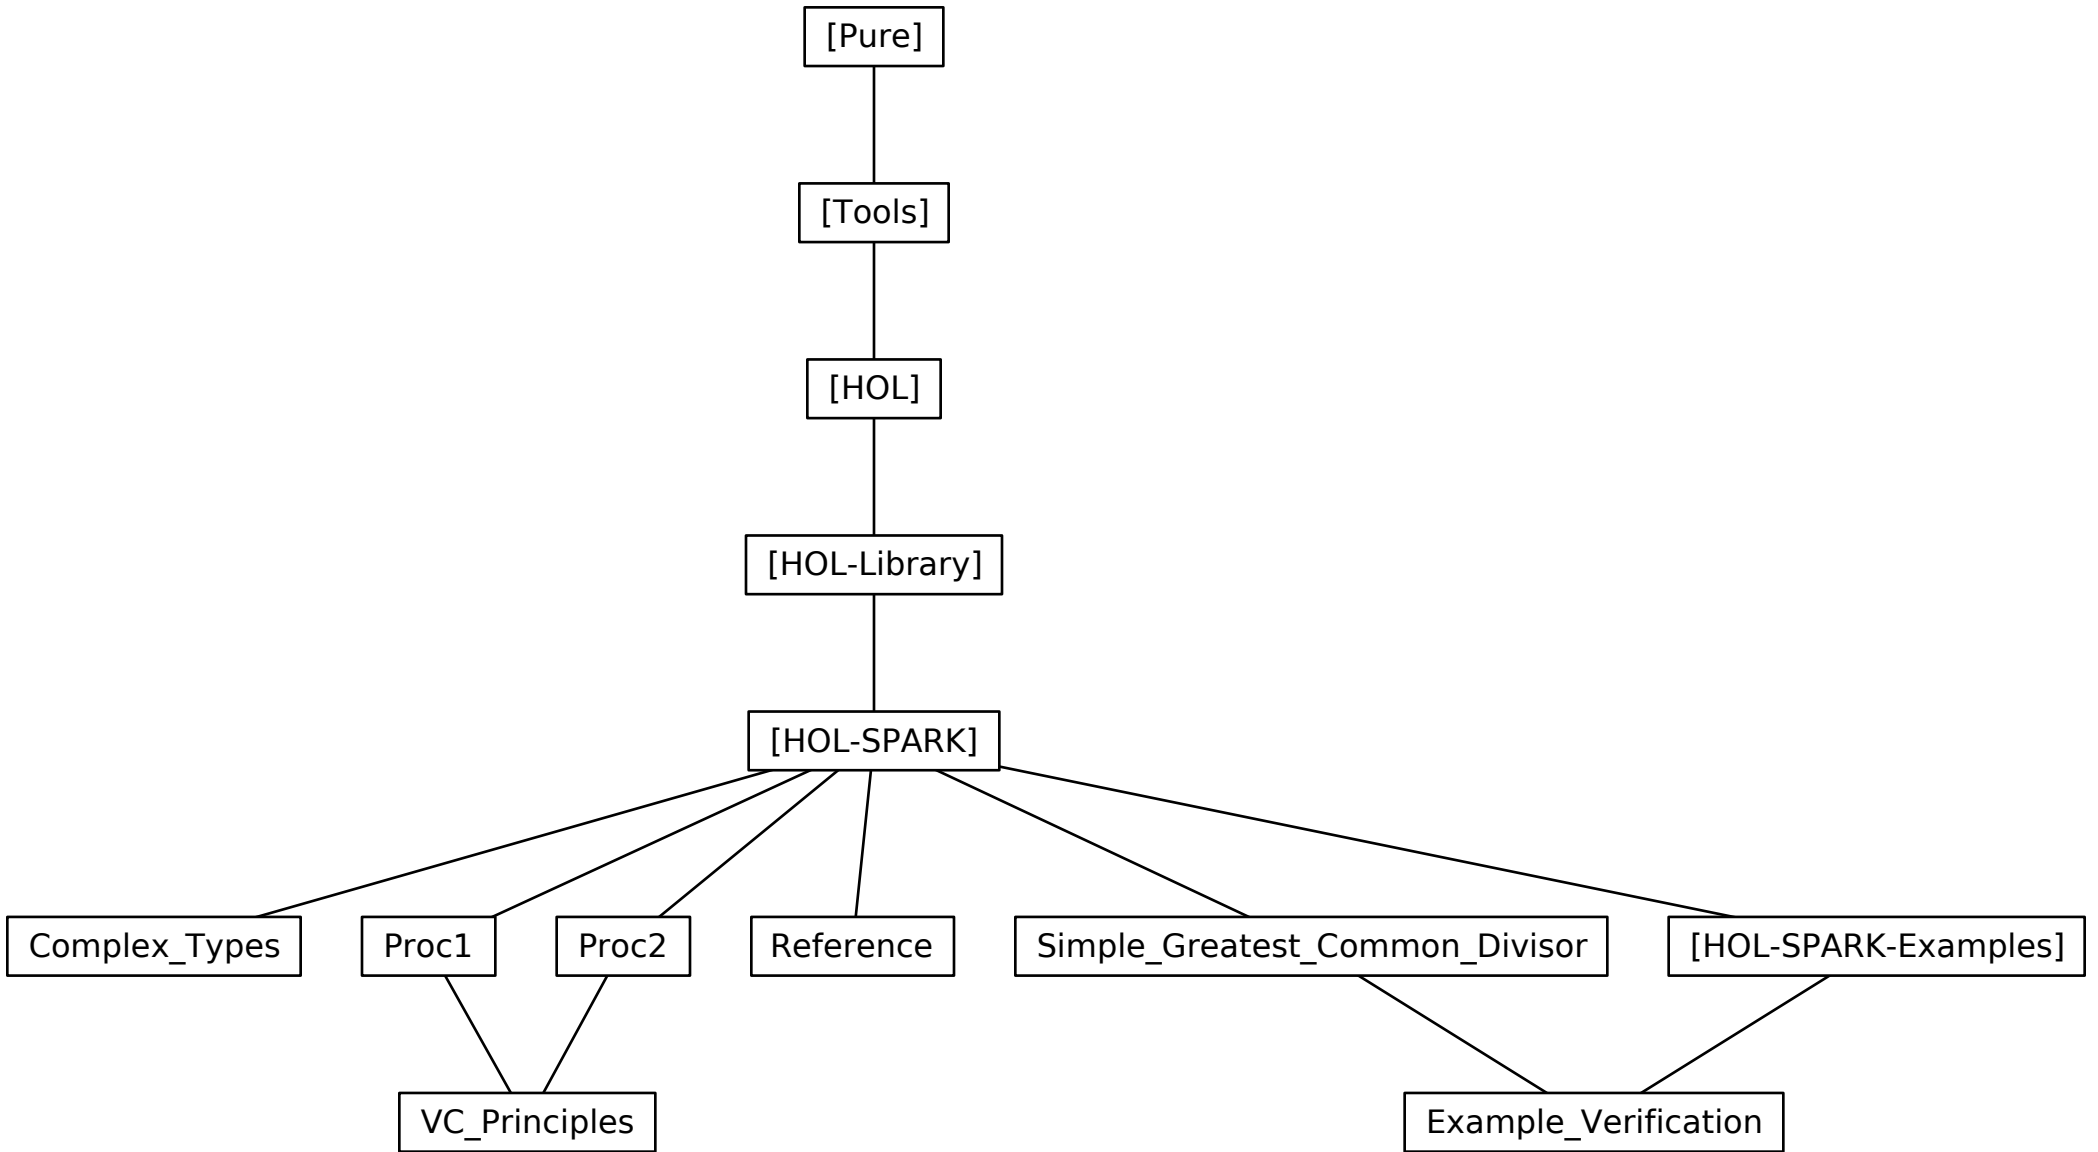 [Pure]
[Tools]
[HOL]
[HOL-Library]
[HOL-SPARK]
Complex_Types
Proc1
Proc2
Reference
Simple_Greatest_Common_Divisor
[HOL-SPARK-Examples]
VC_Principles
Example_Verification